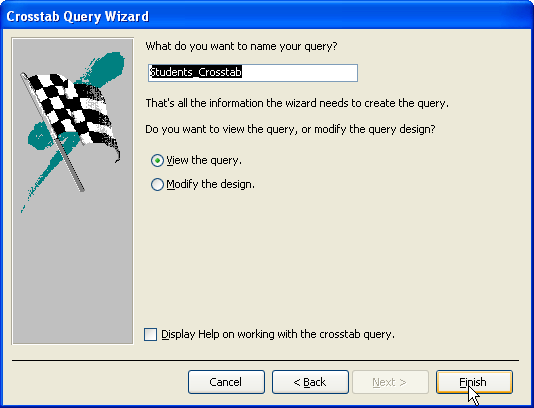 Crosstab Query Wizard
What do you want to name your query?
Students_Crosstab
That's all the information the wizard needs to create the query.
Do you want to view the query, or modify the query design?
View the query.
Modify the design.
Display Help on working with the crosstab query.
Cancel
< Back
Next >
Finish